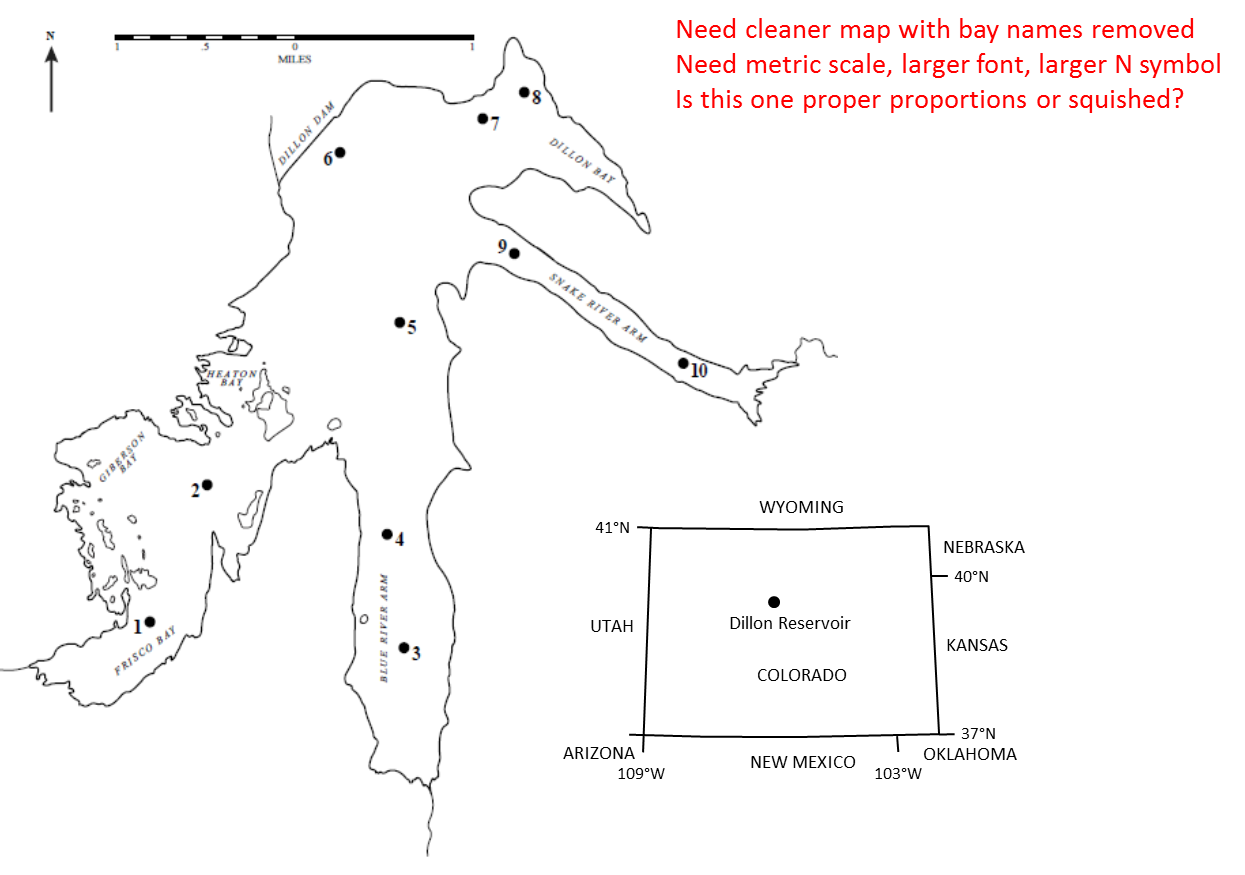 Need cleaner map with bay names removed
Need metric scale, larger font, larger N symbol
Is this one proper proportions or squished?
N
1 .5 0 1
MILES
DILLON DAM
8
7
6
DILLON BAY
9
SNAKE RIVER ARM
5
10
HEATON
BAY
GIBERSON
BAY
2
4
BLUE RIVER ARM
1
FRISCO BAY
3
WYOMING
41°N
NEBRASKA
40°N
Dillon Reservoir
UTAH
KANSAS
COLORADO
37°N
ARIZONA
NEW MEXICO
OKLAHOMA
109°W
103°W